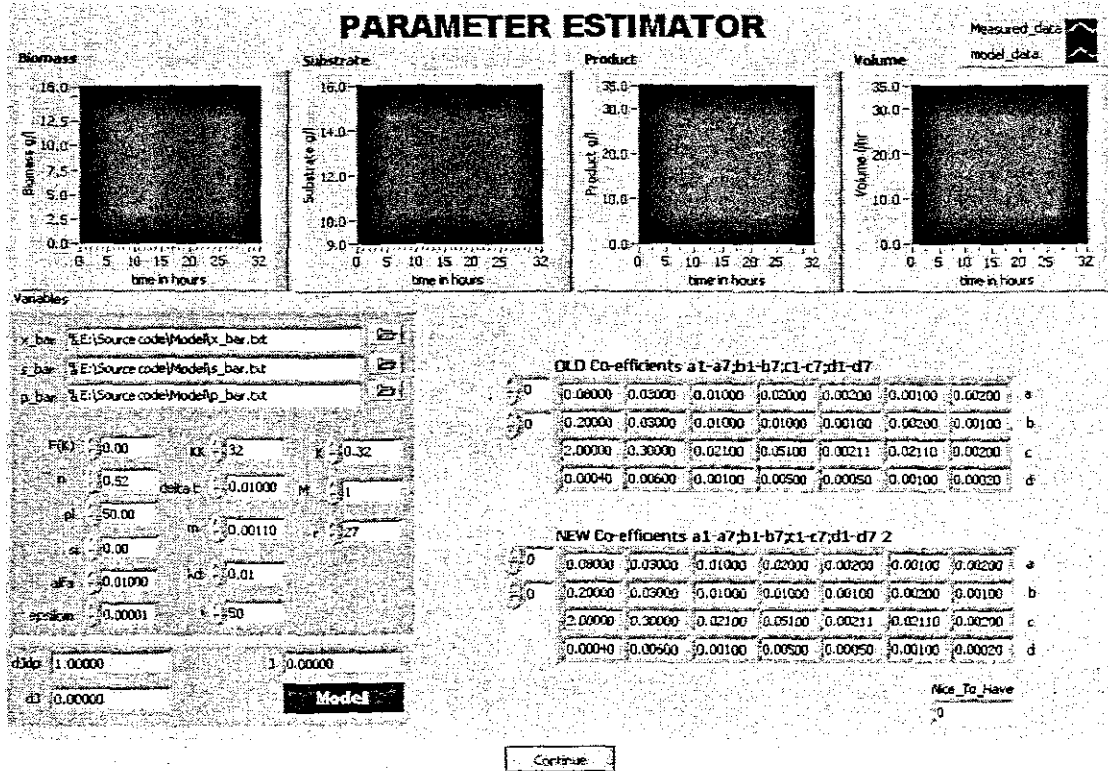 PARAMETER ESTIMATOR
Measured_data
model_data
Biomass
Substrate
Product
Volume
Biomass g/l
16.0
12.5
10.0
7.5
5.0
2.5
0.0
0 5 10 15 20 25 32
time in hours
Substrate g/l
16.0
14.0
12.0
10.0
9.0
0 5 10 15 20 25 32
time in hours
Product g/l
35.0
30.0
20.0
10.0
0.0
0 5 10 15 20 25 32
time in hours
Volume l/hr
35.0
30.0
20.0
10.0
0.0
0 5 10 15 20 25 32
time in hours
Variables
x_bar E:\Source code\Model\x_bar.txt
s_bar E:\Source code\Model\s_bar.txt
p_bar E:\Source code\Model\p_bar.txt
F(K) 0.00
KK 32
K 0.32
n 0.52
delta t 0.01000
M 1
pi 50.00
m 0.00110
r 27
si 0.00
alfa 0.01000
kd 0.01
epsilon 0.00001
50
dJdp 1.00000
J 0.00000
dJ 0.00000
Model
OLD Co-efficients a1-a7;b1-b7;c1-c7;d1-d7
0
0
0.08000 0.03000 0.01000 0.02000 0.00200 0.00100 0.00200 a
0.20000 0.03000 0.01000 0.01000 0.00100 0.00200 0.00100 b
2.00000 0.30000 0.02100 0.05100 0.00211 0.02110 0.00200 c
0.00040 0.00600 0.00100 0.00500 0.00050 0.00100 0.00020 d
NEW Co-efficients a1-a7;b1-b7;c1-c7;d1-d7 2
0
0
0.08000 0.03000 0.01000 0.02000 0.00200 0.00100 0.00200 a
0.20000 0.03000 0.01000 0.01000 0.00100 0.00200 0.00100 b
2.00000 0.30000 0.02100 0.05100 0.00211 0.02110 0.00200 c
0.00040 0.00600 0.00100 0.00500 0.00050 0.00100 0.00020 d
Nice_To_Have
0
Continue